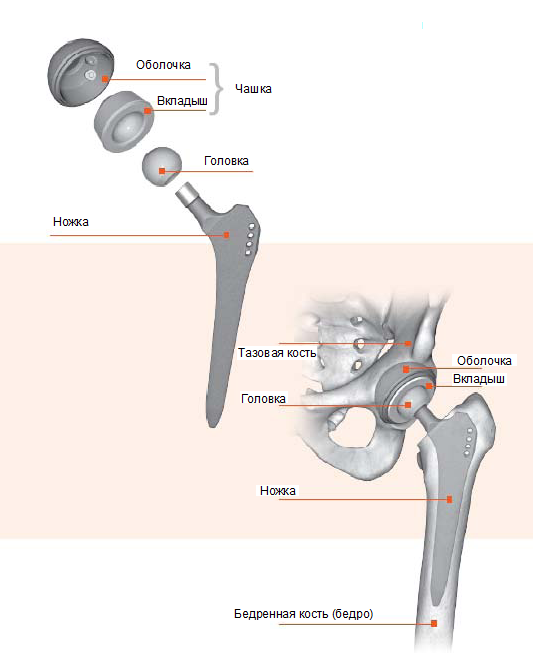 Оболочка
Чашка
Вкладыш
Головка
Ножка
Тазовая кость
Оболочка
Вкладыш
Головка
Ножка
Бедренная кость (бедро)